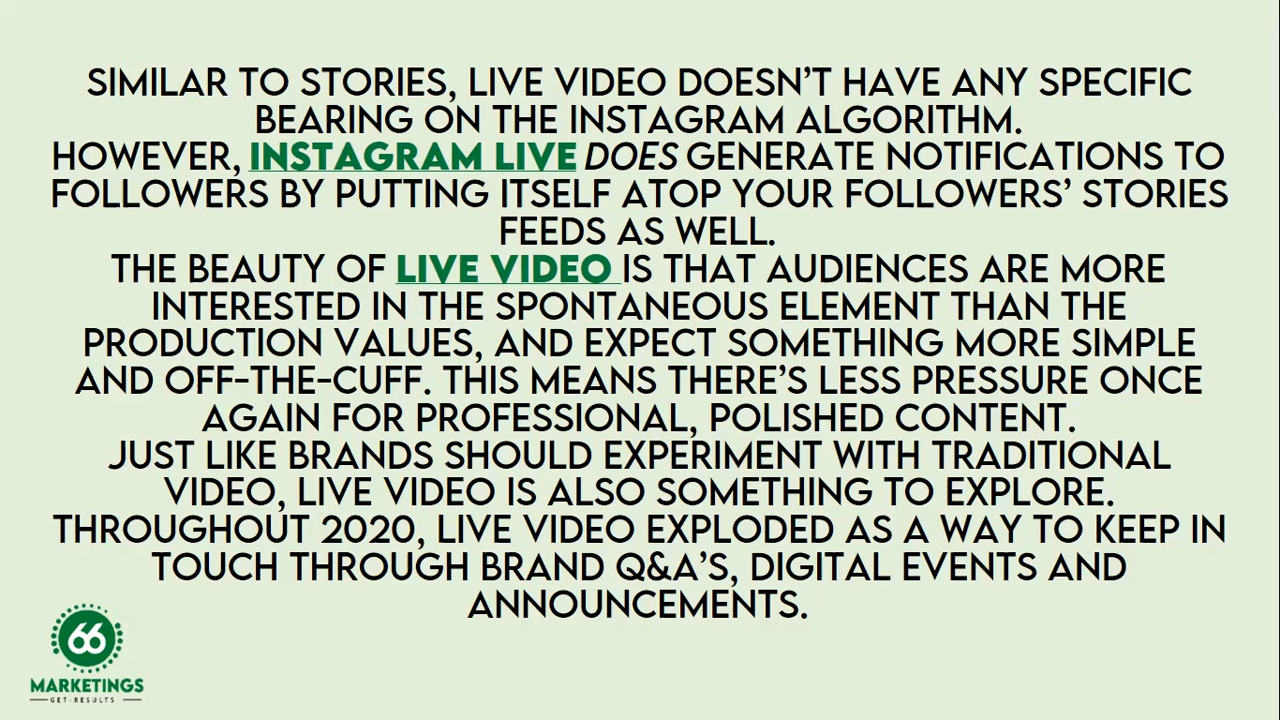 SIMILAR TO STORIES, LIVE VIDEO DOESN'T HAVE ANY SPECIFIC
BEARING ON THE INSTAGRAM ALGORITHM.
HOWEVER, INSTAGRAM LIVE DOES GENERATE NOTIFICATIONS TO
FOLLOWERS BY PUTTING ITSELF ATOP YOUR FOLLOWERS' STORIES
FEEDS AS WELL.
THE BEAUTY OF LIVE VIDEO IS THAT AUDIENCES ARE MORE
INTERESTED IN THE SPONTANEOUS ELEMENT THAN THE
PRODUCTION VALUES, AND EXPECT SOMETHING MORE SIMPLE
AND OFF-THE-CUFF. THIS MEANS THERE'S LESS PRESSURE ONCE
AGAIN FOR PROFESSIONAL, POLISHED CONTENT.
JUST LIKE BRANDS SHOULD EXPERIMENT WITH TRADITIONAL
VIDEO, LIVE VIDEO IS ALSO SOMETHING TO EXPLORE.
THROUGHOUT 2020, LIVE VIDEO EXPLODED AS A WAY TO KEEP IN
TOUCH THROUGH BRAND Q&A'S, DIGITAL EVENTS AND
ANNOUNCEMENTS.
66
MARKETINGS
GET-RESULTS